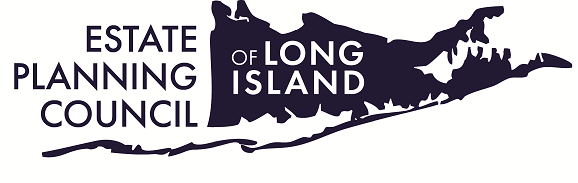 ESTATE
PLANNING
COUNCIL
OF LONG
ISLAND